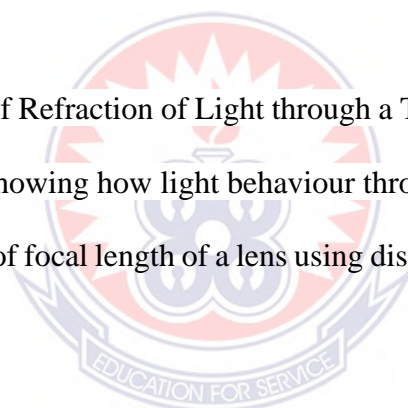 f Refraction of Light through a T
howing how light behaviour thro
of focal length of a lens using dis
EDUCATION FOR SERVICE